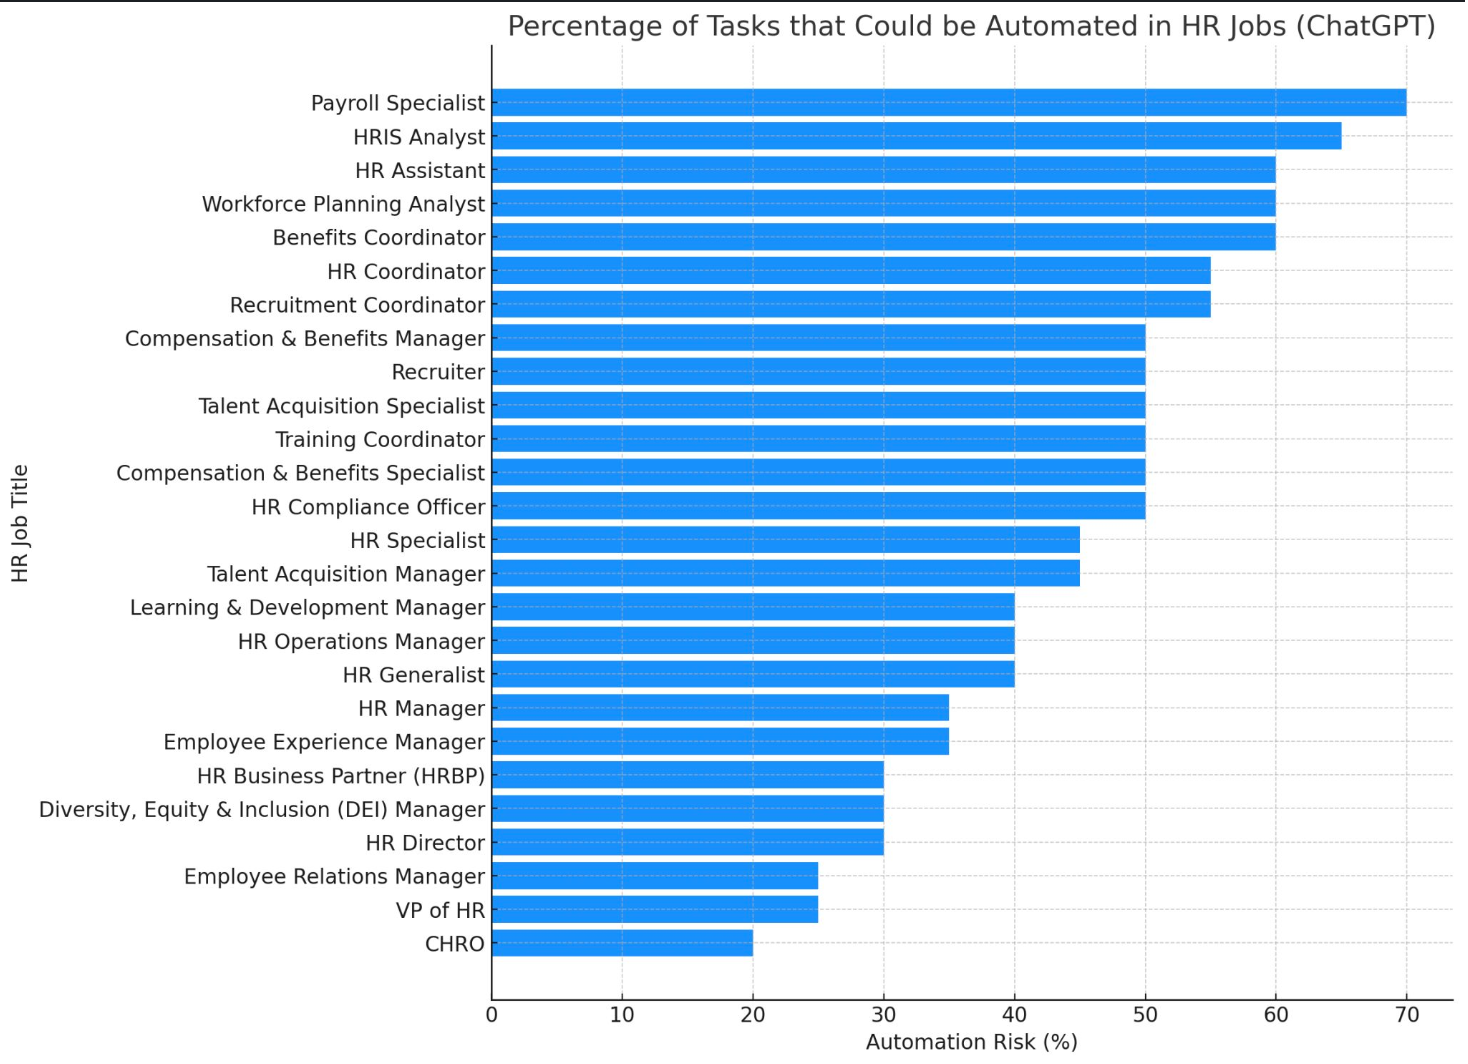 Percentage of Tasks that Could be Automated in HR Jobs (ChatGPT)
Payroll Specialist
HRIS Analyst
HR Assistant
Workforce Planning Analyst
Benefits Coordinator
HR Coordinator
Recruitment Coordinator
Compensation & Benefits Manager
Recruiter
Talent Acquisition Specialist
Training Coordinator
Compensation & Benefits Specialist
HR Compliance Officer
HR Specialist
Talent Acquisition Manager
Learning & Development Manager
HR Operations Manager
HR Generalist
HR Manager
Employee Experience Manager
HR Business Partner (HRBP)
Diversity, Equity & Inclusion (DEI) Manager
HR Director
Employee Relations Manager
VP of HR
CHRO
HR Job Title
0 10 20 30 40 50 60 70
Automation Risk (%)